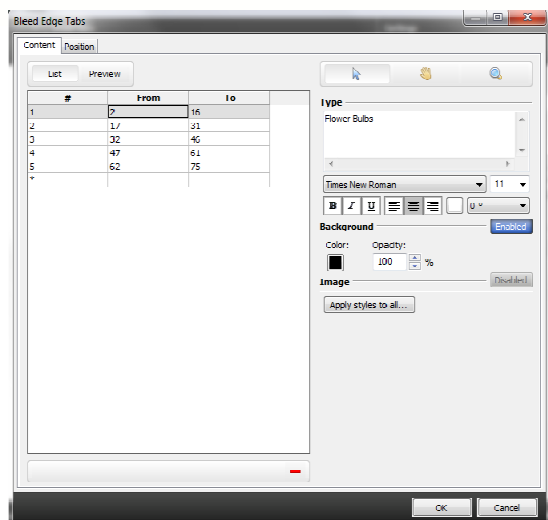 Bleed Edge Tabs
Content Position
List Preview
# From To
1 2 16
2 17 31
3 32 46
4 47 61
5 62 75
*
Type
Flower Bulbs
Times New Roman 11
B I U 0 °
Background Enabled
Color: Opacity:
100 %
Image Disabled
Apply styles to all...
OK Cancel